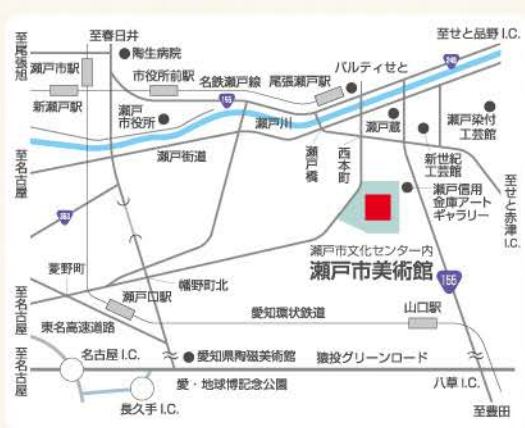 至春日井
至せと品野I.C.
至尾張旭
陶生病院
248
瀬戸市駅
市役所前駅
名鉄瀬戸線
尾張瀬戸駅
パルティせと
新瀬戸駅
155
瀬戸
市役所
瀬戸川
瀬戸蔵
瀬戸染付
工芸館
瀬戸街道
瀬戸橋
西本町
新世紀
工芸館
至名古屋
瀬戸信用
金庫アート
ギャラリー
至せと赤津I.C.
363
瀬戸市文化センター内
瀬戸市美術館
155
菱野町
幡野町北
瀬戸口駅
愛知環状鉄道
山口駅
至名古屋
東名高速道路
名古屋I.C.
愛知県陶磁美術館
猿投グリーンロード
至名古屋
愛・地球博記念公園
八草I.C.
長久手I.C.
至豊田